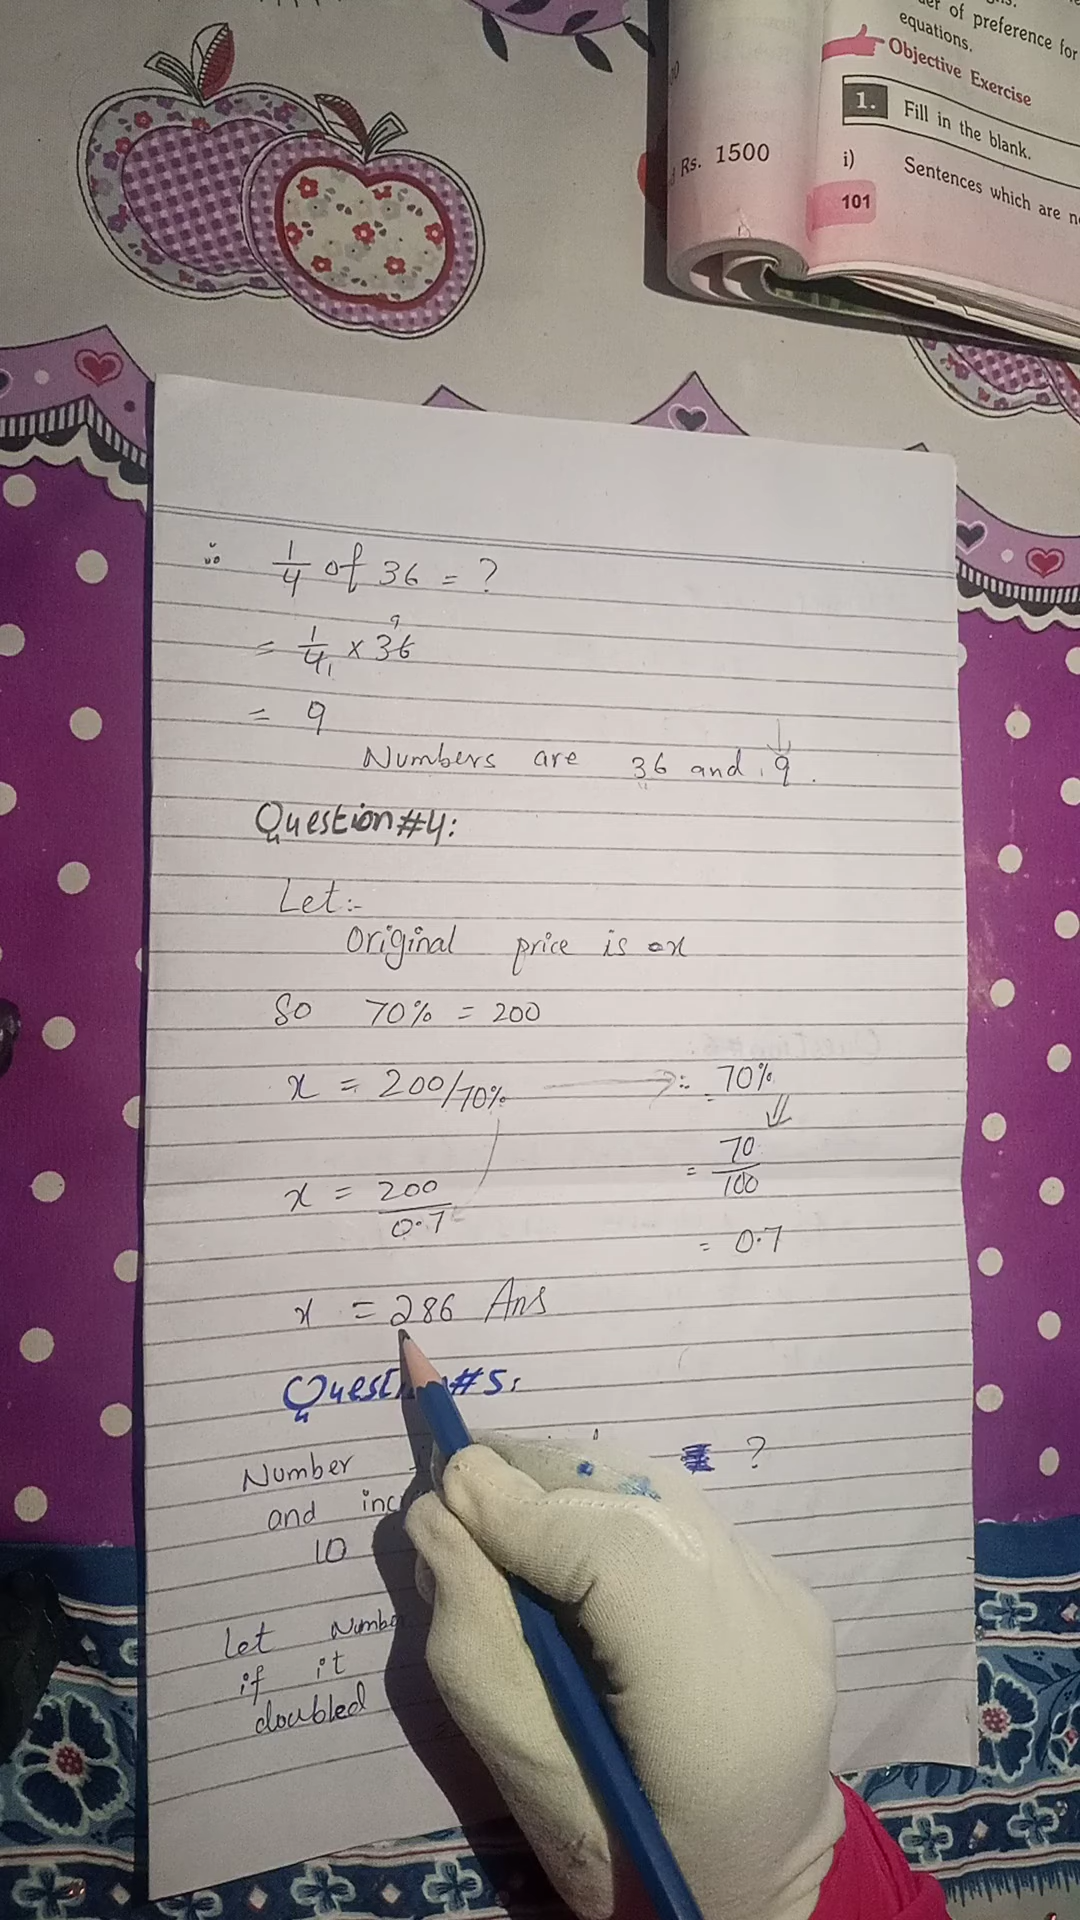 of preference for
equations.
Objective Exercise
1. Fill in the blank.
Rs. 1500
i) Sentences which are
101
∴ 1/4 of 36 = ?
= 1/4 1 × 36 9
= 9
Numbers are 36 and 9.
Question#4:
Let:-
Original price is x
So 70% = 200
x = 200/70% → ∴ 70%
⇓
x = 200/0.7
= 70/100
= 0.7
x = 286 Ans
Question#5:
Number ?
and
10
Let
if it
doubled